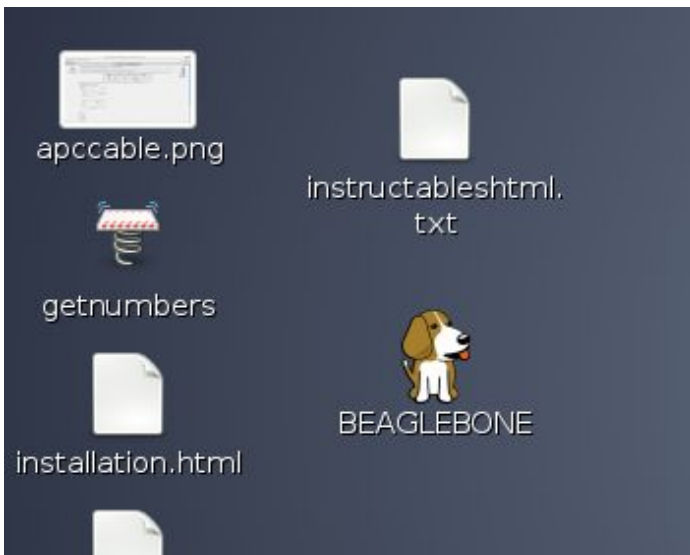 apccable.png
getnumbers
installation.html
instructableshtml.
txt
BEAGLEBONE